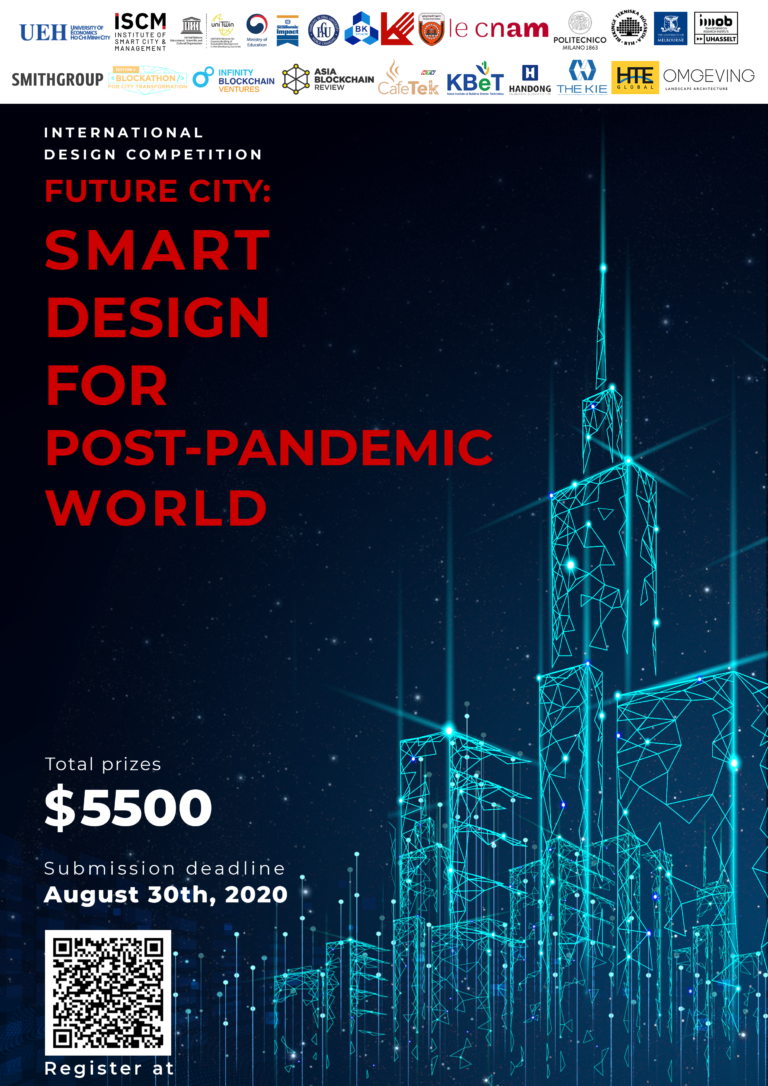 UEH UNIVERSITY OF ECONOMICS HO CHI MINH CITY
ISCM
INSTITUTE OF
SMART CITY &
MANAGEMENT
uni Twin
Ministry of
Education
impact
BK
le cnam
POLITECNICO
MILANO 1863
MELBOURNE
imob
UHASSELT
SMITHGROUP
BLOCKATHON
FOR CITY TRANSFORMATION
INFINITY
BLOCKCHAIN
VENTURES
ASIA
BLOCKCHAIN
REVIEW
CafeTek
KBeT
H
HANDONG
THE KIE
HTE
GLOBAL
OMGEVING
LANDSCAPE ARCHITECTURE
INTERNATIONAL
DESIGN COMPETITION
FUTURE CITY:
SMART
DESIGN
FOR
POST-PANDEMIC
WORLD
Total prizes
$5500
Submission deadline
August 30th, 2020
Register at